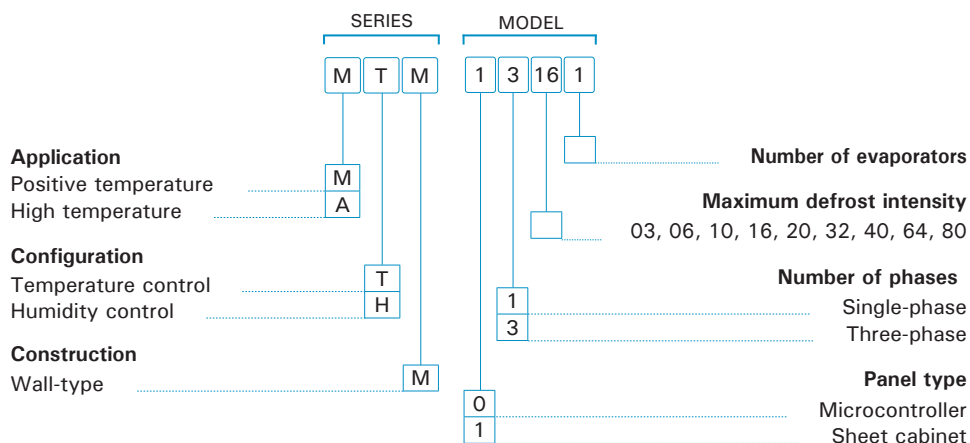 SERIES MODEL
M T M 1 3 16 1
Application
Positive temperature M
High temperature A
Configuration
Temperature control T
Humidity control H
Construction
Wall-type M
Number of evaporators
Maximum defrost intensity
03, 06, 10, 16, 20, 32, 40, 64, 80
Number of phases
1 Single-phase
3 Three-phase
Panel type
0 Microcontroller
1 Sheet cabinet